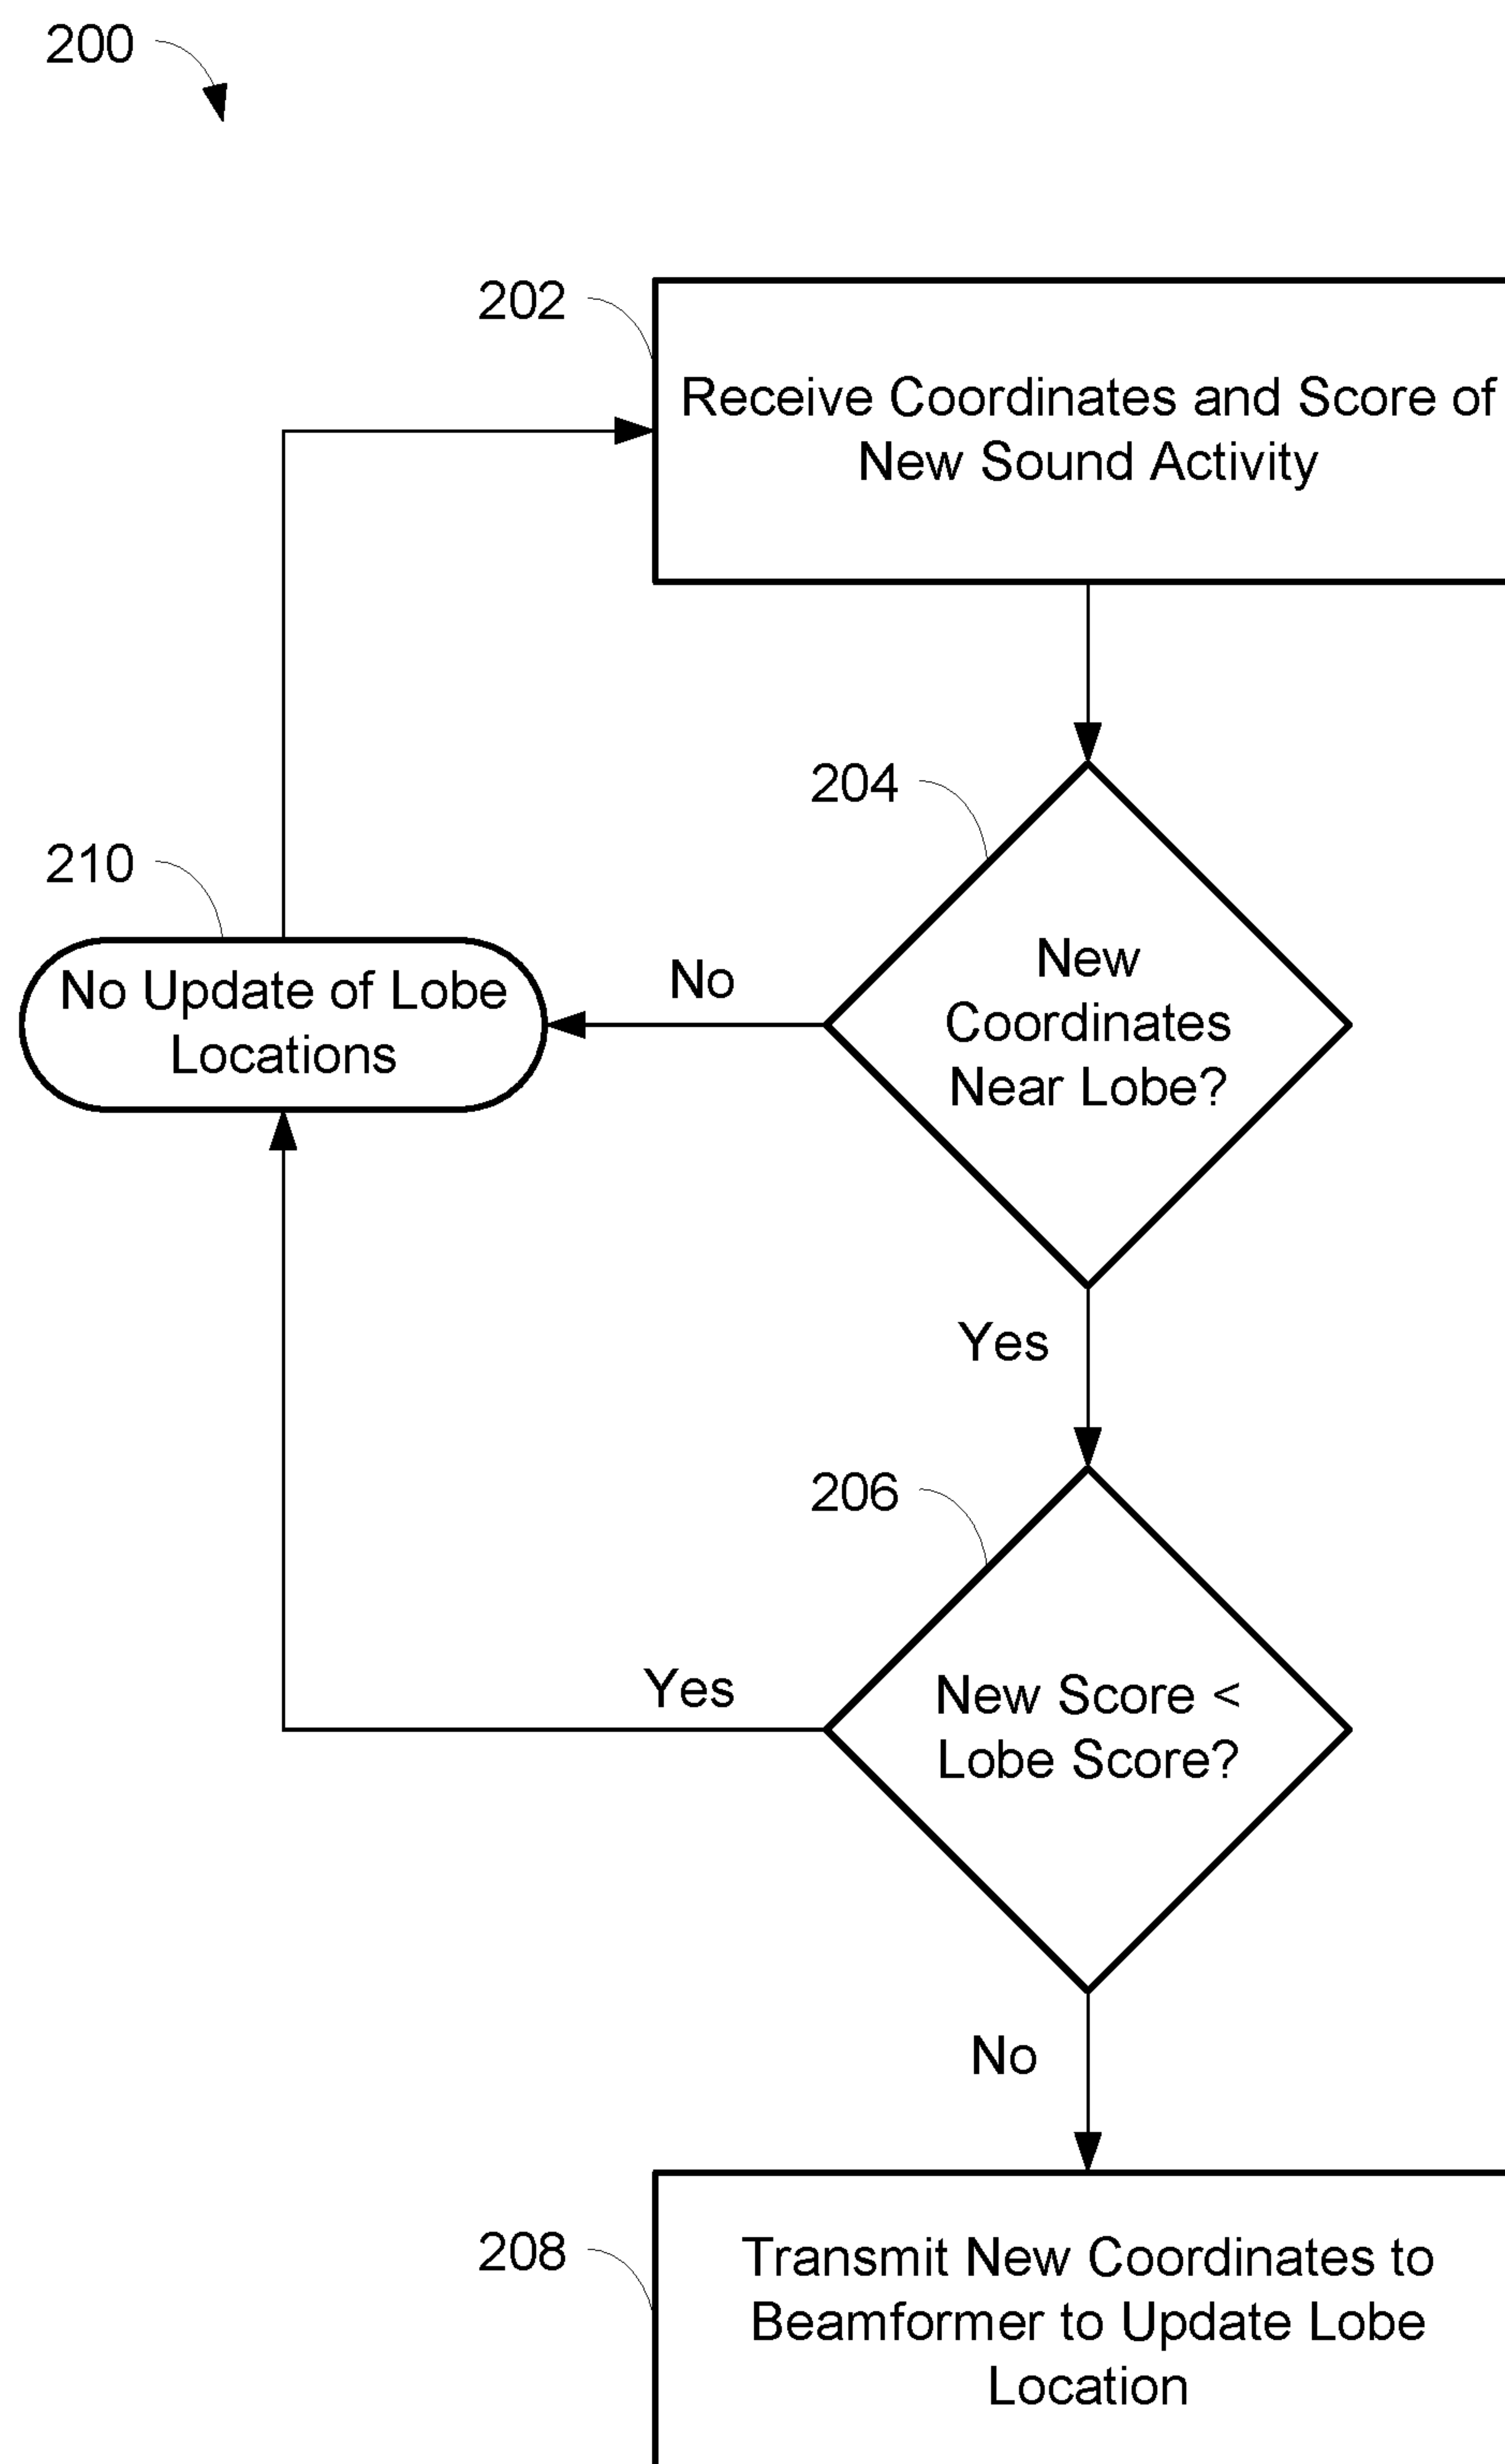 200
202
Receive Coordinates and Score of
New Sound Activity
204
New
Coordinates
Near Lobe?
No
210
No Update of Lobe
Locations
Yes
206
New Score <
Lobe Score?
Yes
No
208
Transmit New Coordinates to
Beamformer to Update Lobe
Location